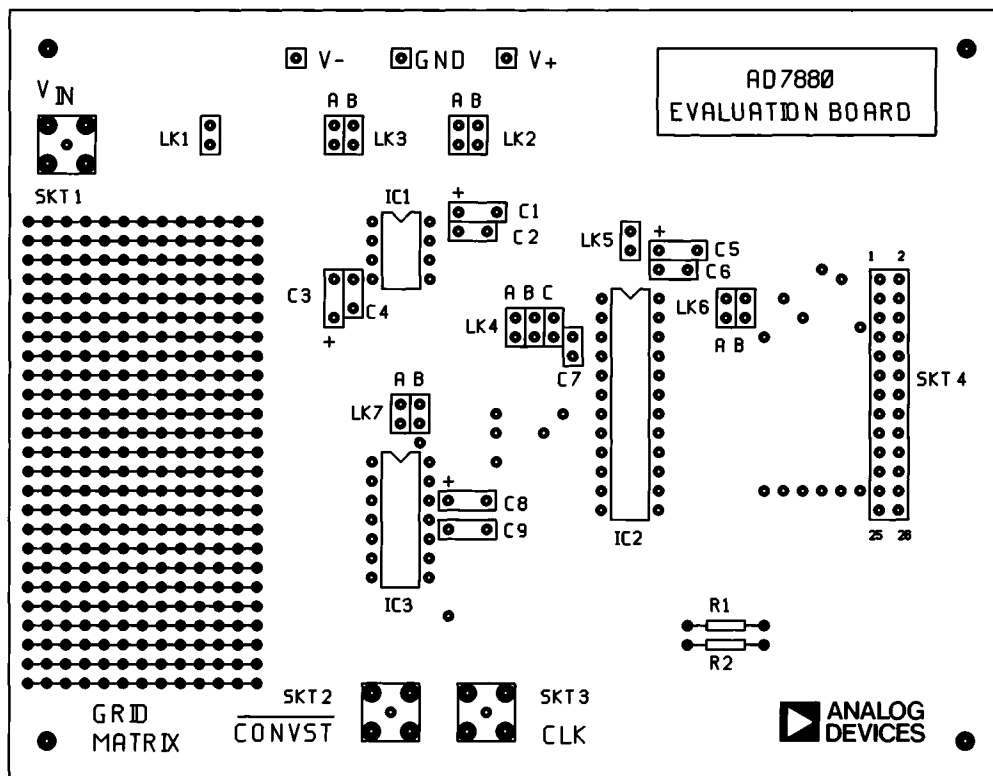 V- GND V+
AD7880
EVALUATION BOARD
VIN
A B
A B
LK1
LK3
LK2
SKT1
IC1
+
C1
C2
LK5
+
C5
C6
1 2
C3
C4
+
A B C
LK4
LK6
A B
C7
SKT4
A B
LK7
+
C8
C9
IC2
25 26
IC3
R1
R2
SKT2
CONVST
SKT3
CLK
GRID
MATRIX
ANALOG
DEVICES